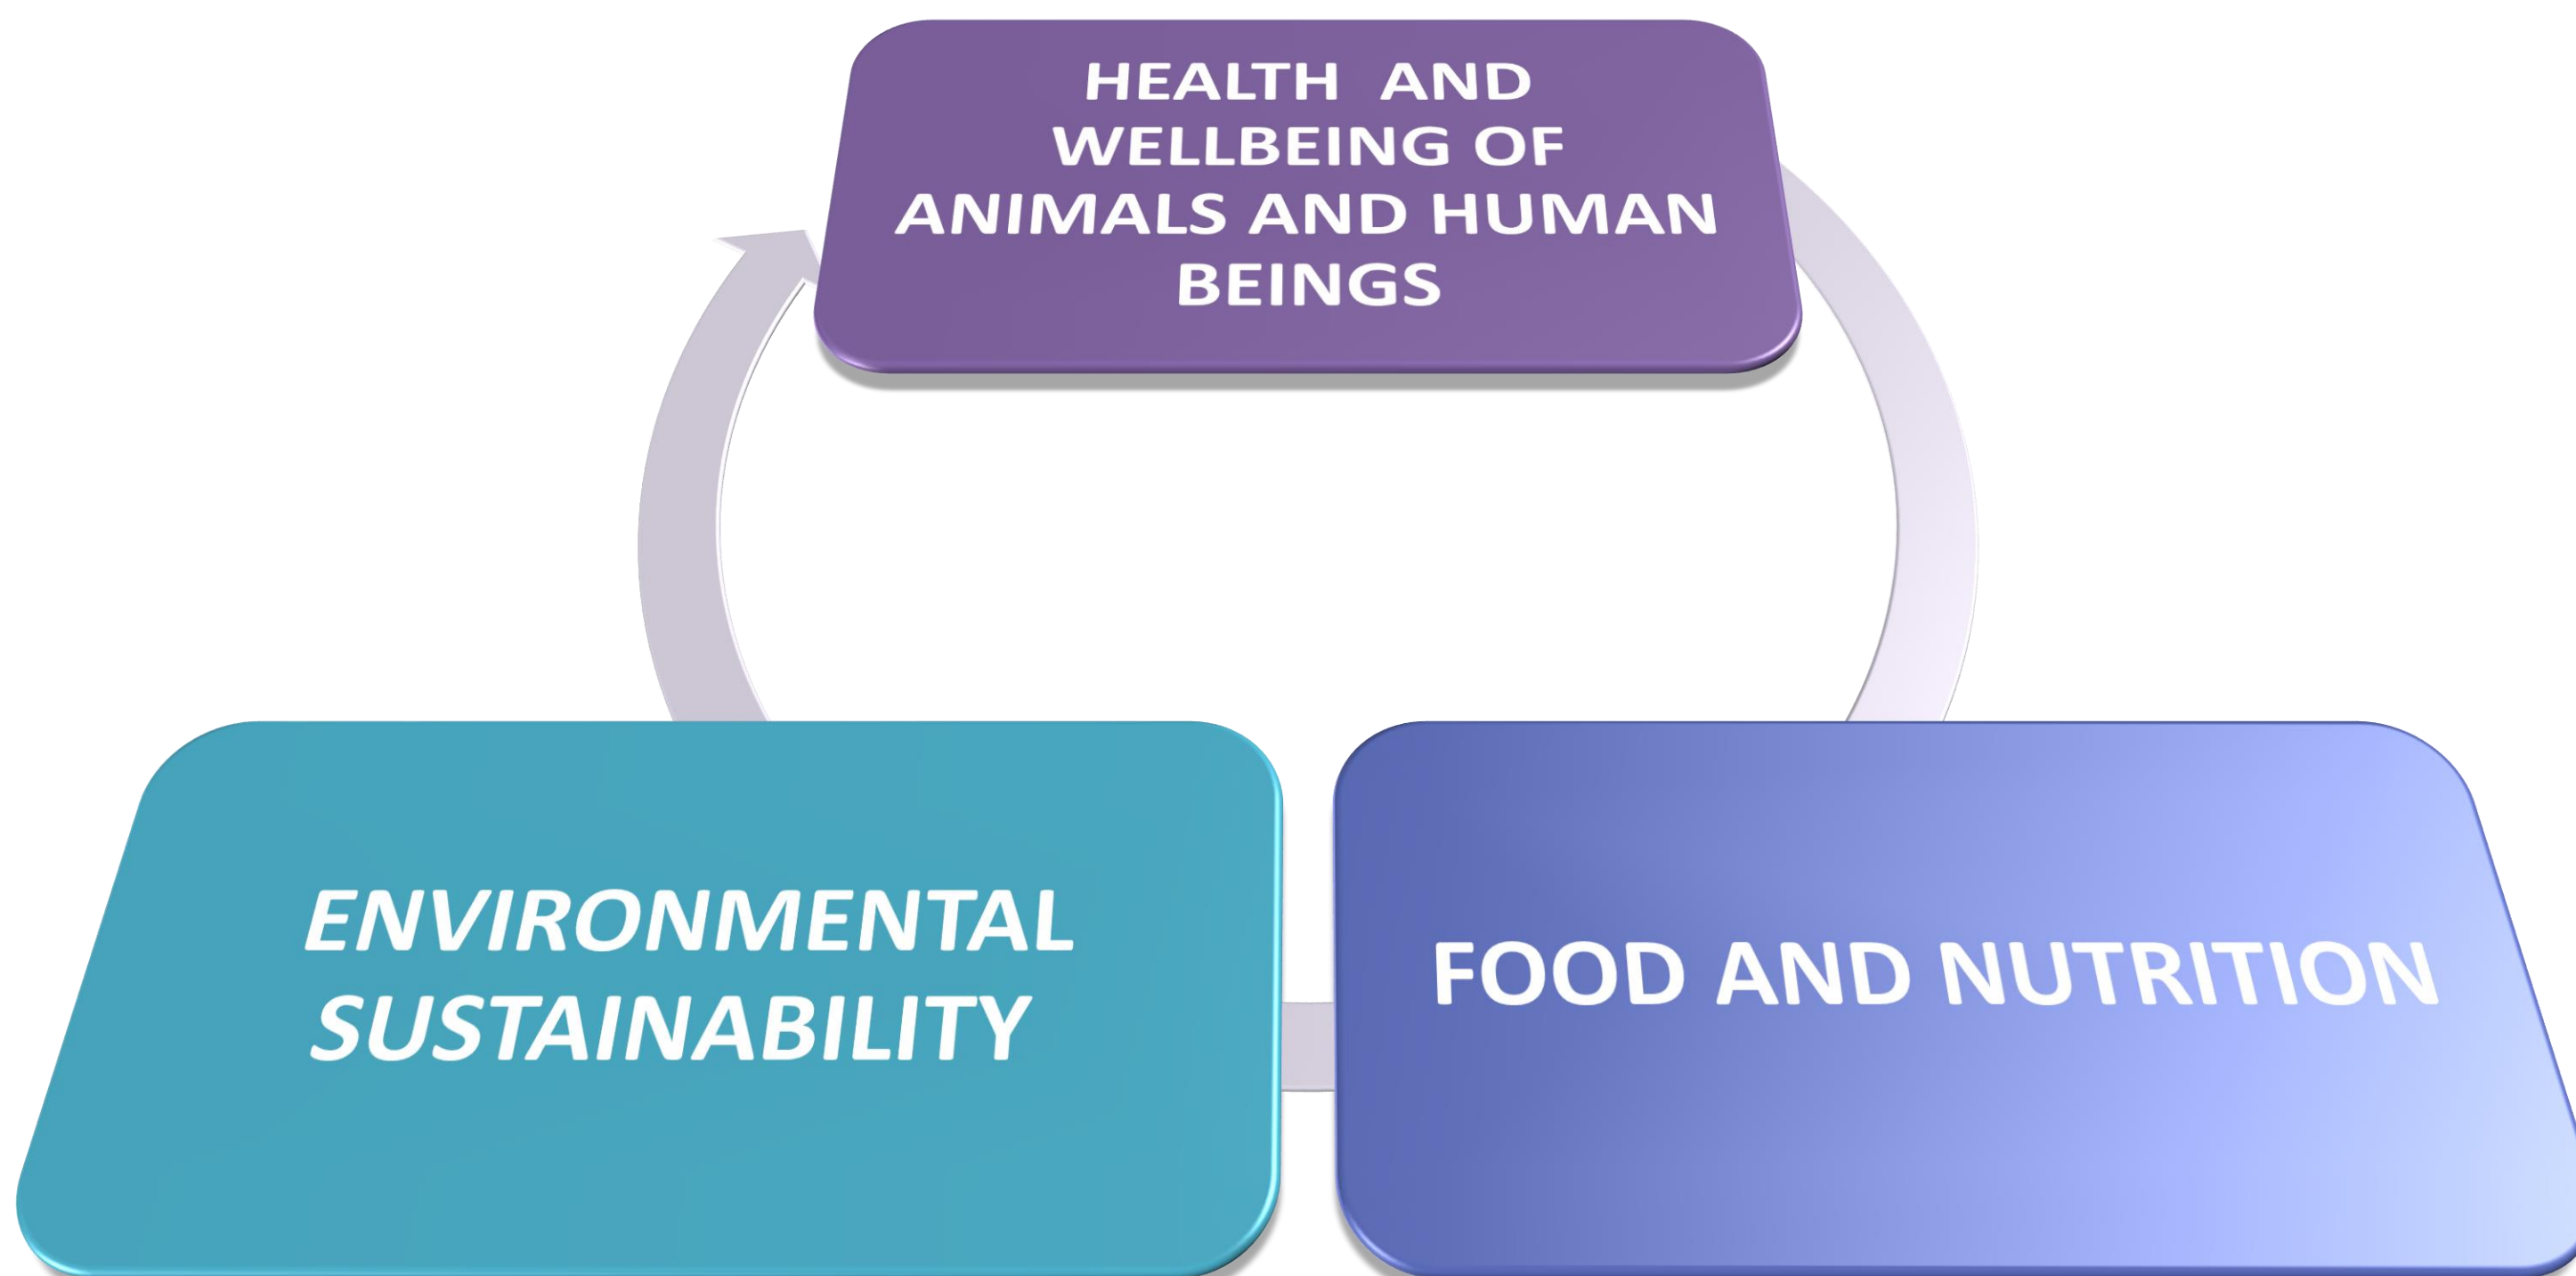 HEALTH AND
WELLBEING OF
ANIMALS AND HUMAN
BEINGS
ENVIRONMENTAL
SUSTAINABILITY
FOOD AND NUTRITION